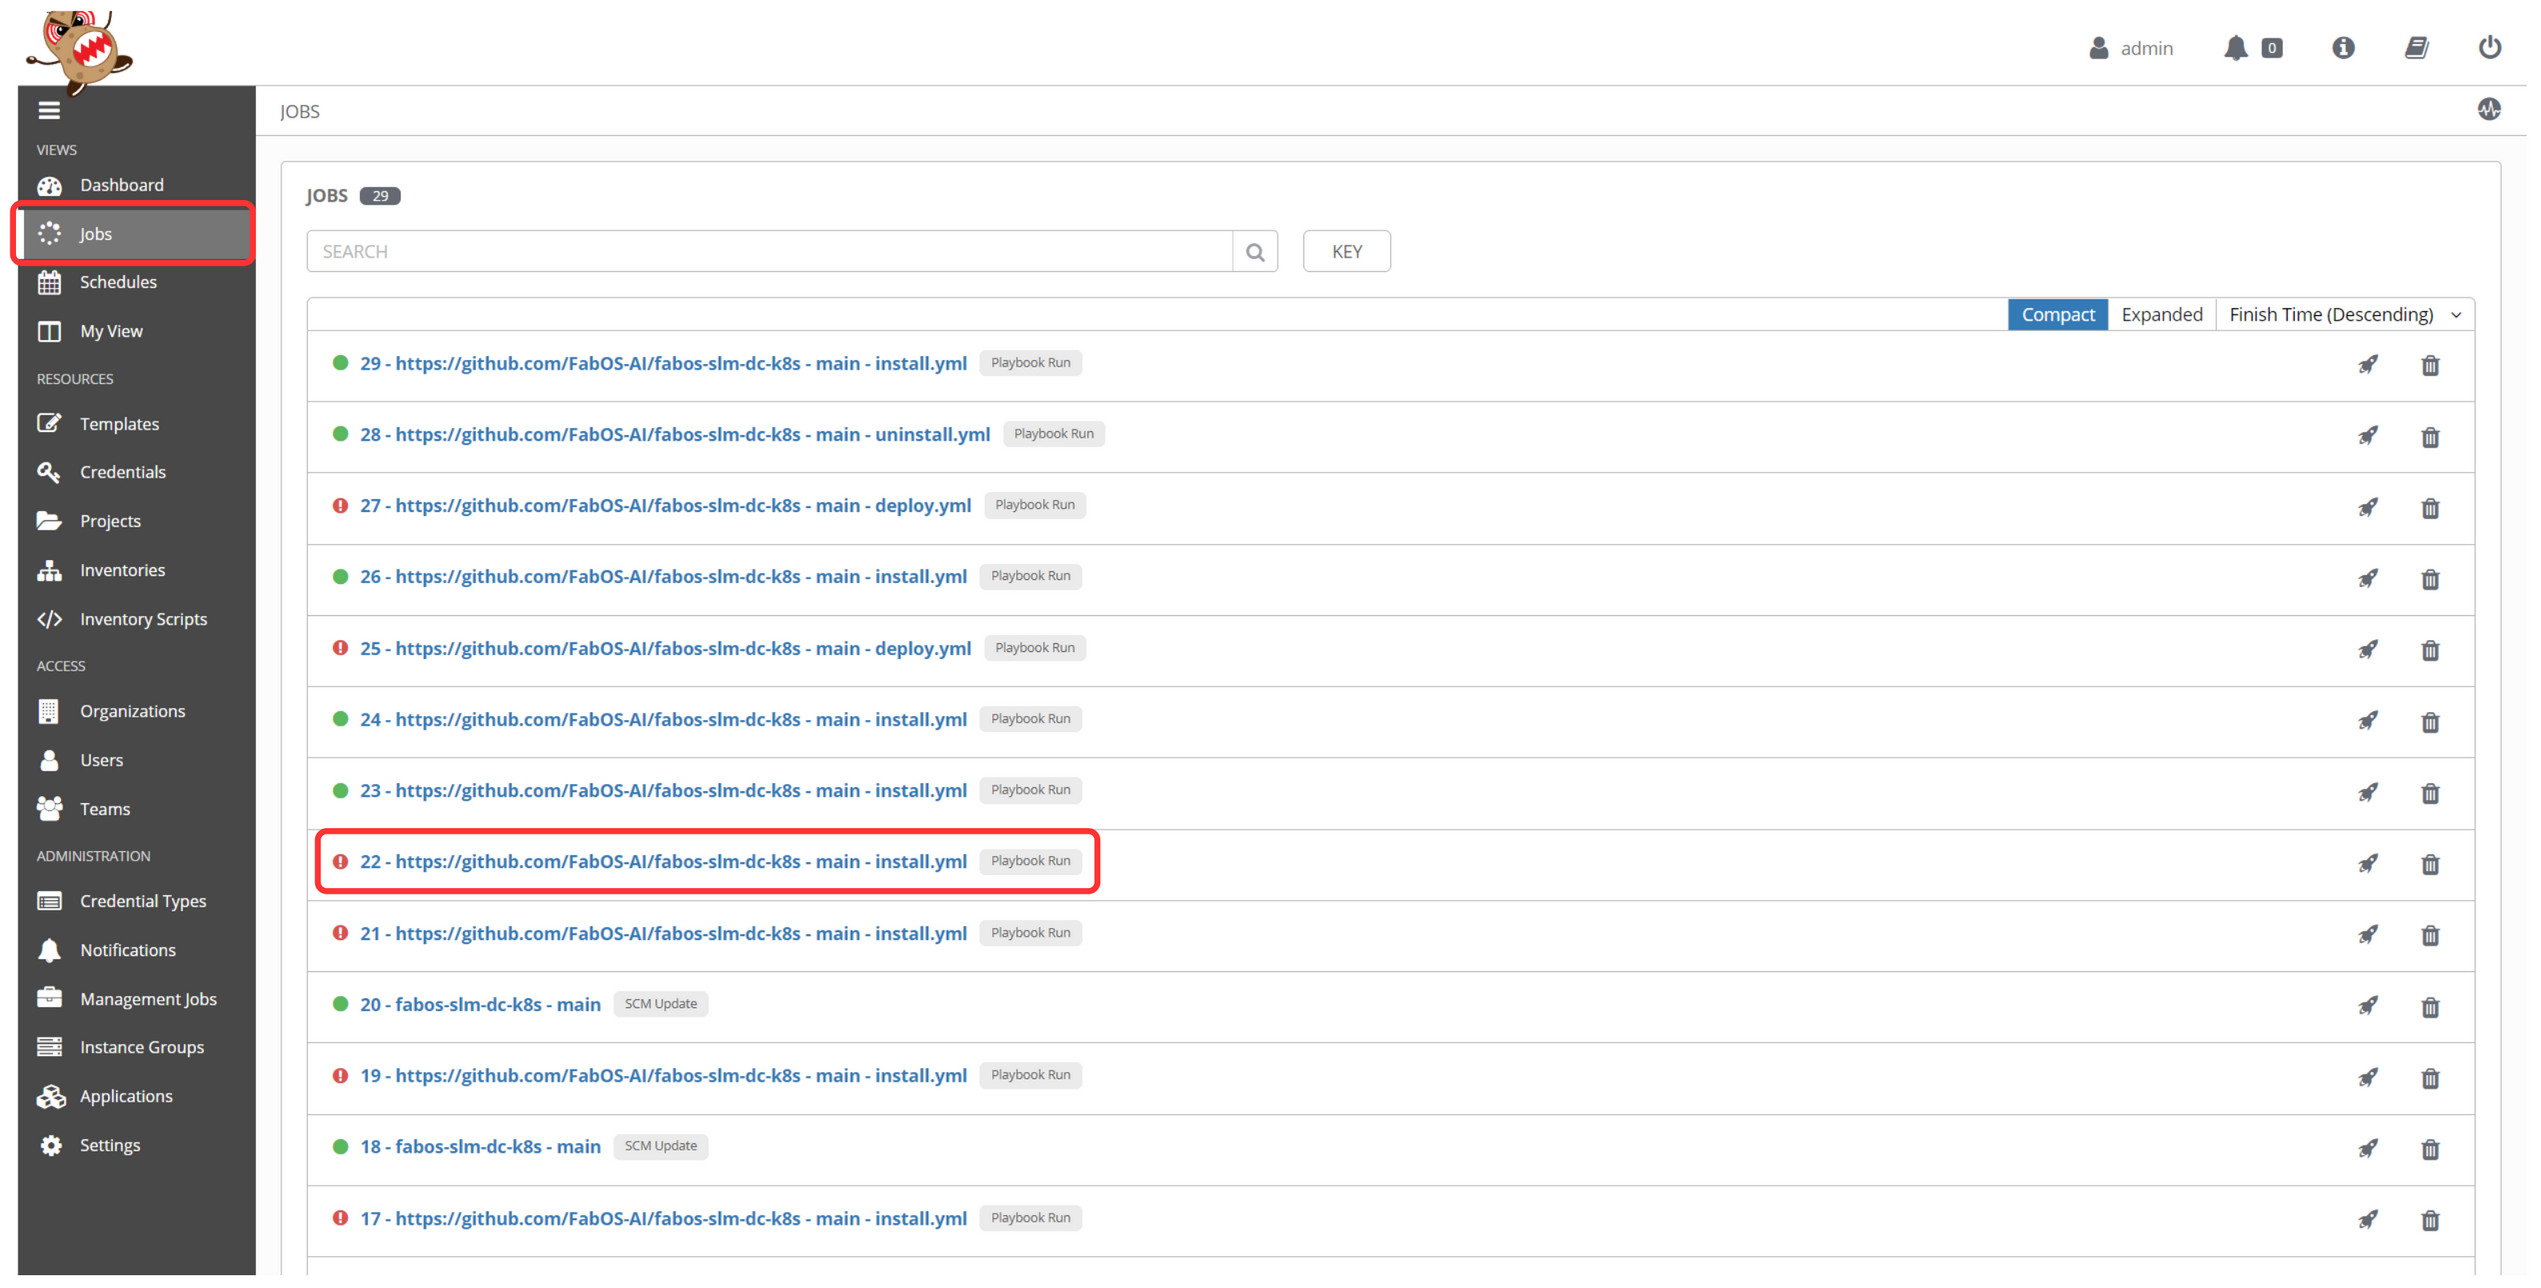 admin 0
JOBS
VIEWS
Dashboard
Jobs
Schedules
My View
RESOURCES
Templates
Credentials
Projects
Inventories
Inventory Scripts
ACCESS
Organizations
Users
Teams
ADMINISTRATION
Credential Types
Notifications
Management Jobs
Instance Groups
Applications
Settings
JOBS 29
SEARCH
KEY
Compact Expanded Finish Time (Descending)
29 - https://github.com/FabOS-AI/fabos-slm-dc-k8s - main - install.yml Playbook Run
28 - https://github.com/FabOS-AI/fabos-slm-dc-k8s - main - uninstall.yml Playbook Run
27 - https://github.com/FabOS-AI/fabos-slm-dc-k8s - main - deploy.yml Playbook Run
26 - https://github.com/FabOS-AI/fabos-slm-dc-k8s - main - install.yml Playbook Run
25 - https://github.com/FabOS-AI/fabos-slm-dc-k8s - main - deploy.yml Playbook Run
24 - https://github.com/FabOS-AI/fabos-slm-dc-k8s - main - install.yml Playbook Run
23 - https://github.com/FabOS-AI/fabos-slm-dc-k8s - main - install.yml Playbook Run
22 - https://github.com/FabOS-AI/fabos-slm-dc-k8s - main - install.yml Playbook Run
21 - https://github.com/FabOS-AI/fabos-slm-dc-k8s - main - install.yml Playbook Run
20 - fabos-slm-dc-k8s - main SCM Update
19 - https://github.com/FabOS-AI/fabos-slm-dc-k8s - main - install.yml Playbook Run
18 - fabos-slm-dc-k8s - main SCM Update
17 - https://github.com/FabOS-AI/fabos-slm-dc-k8s - main - install.yml Playbook Run